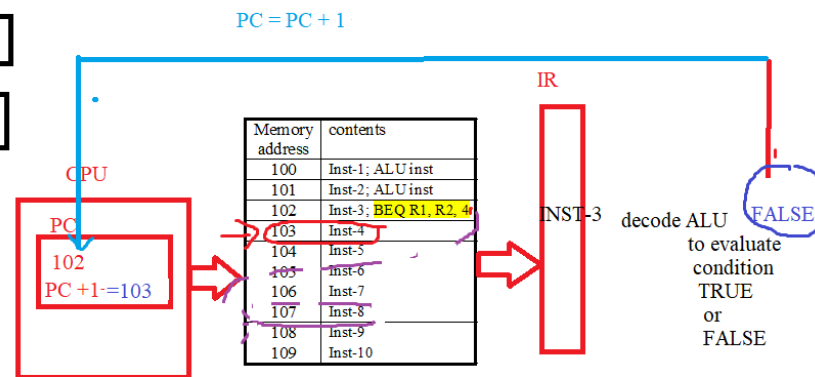 PC = PC + 1
IR
CPU
PC
102
PC +1 =103
Memory address contents
100 Inst-1; ALU inst
101 Inst-2; ALU inst
102 Inst-3; BEQ R1, R2, 4
103 Inst-4
104 Inst-5
105 Inst-6
106 Inst-7
107 Inst-8
108 Inst-9
109 Inst-10
INST-3
decode ALU
to evaluate
condition
TRUE
or
FALSE
FALSE